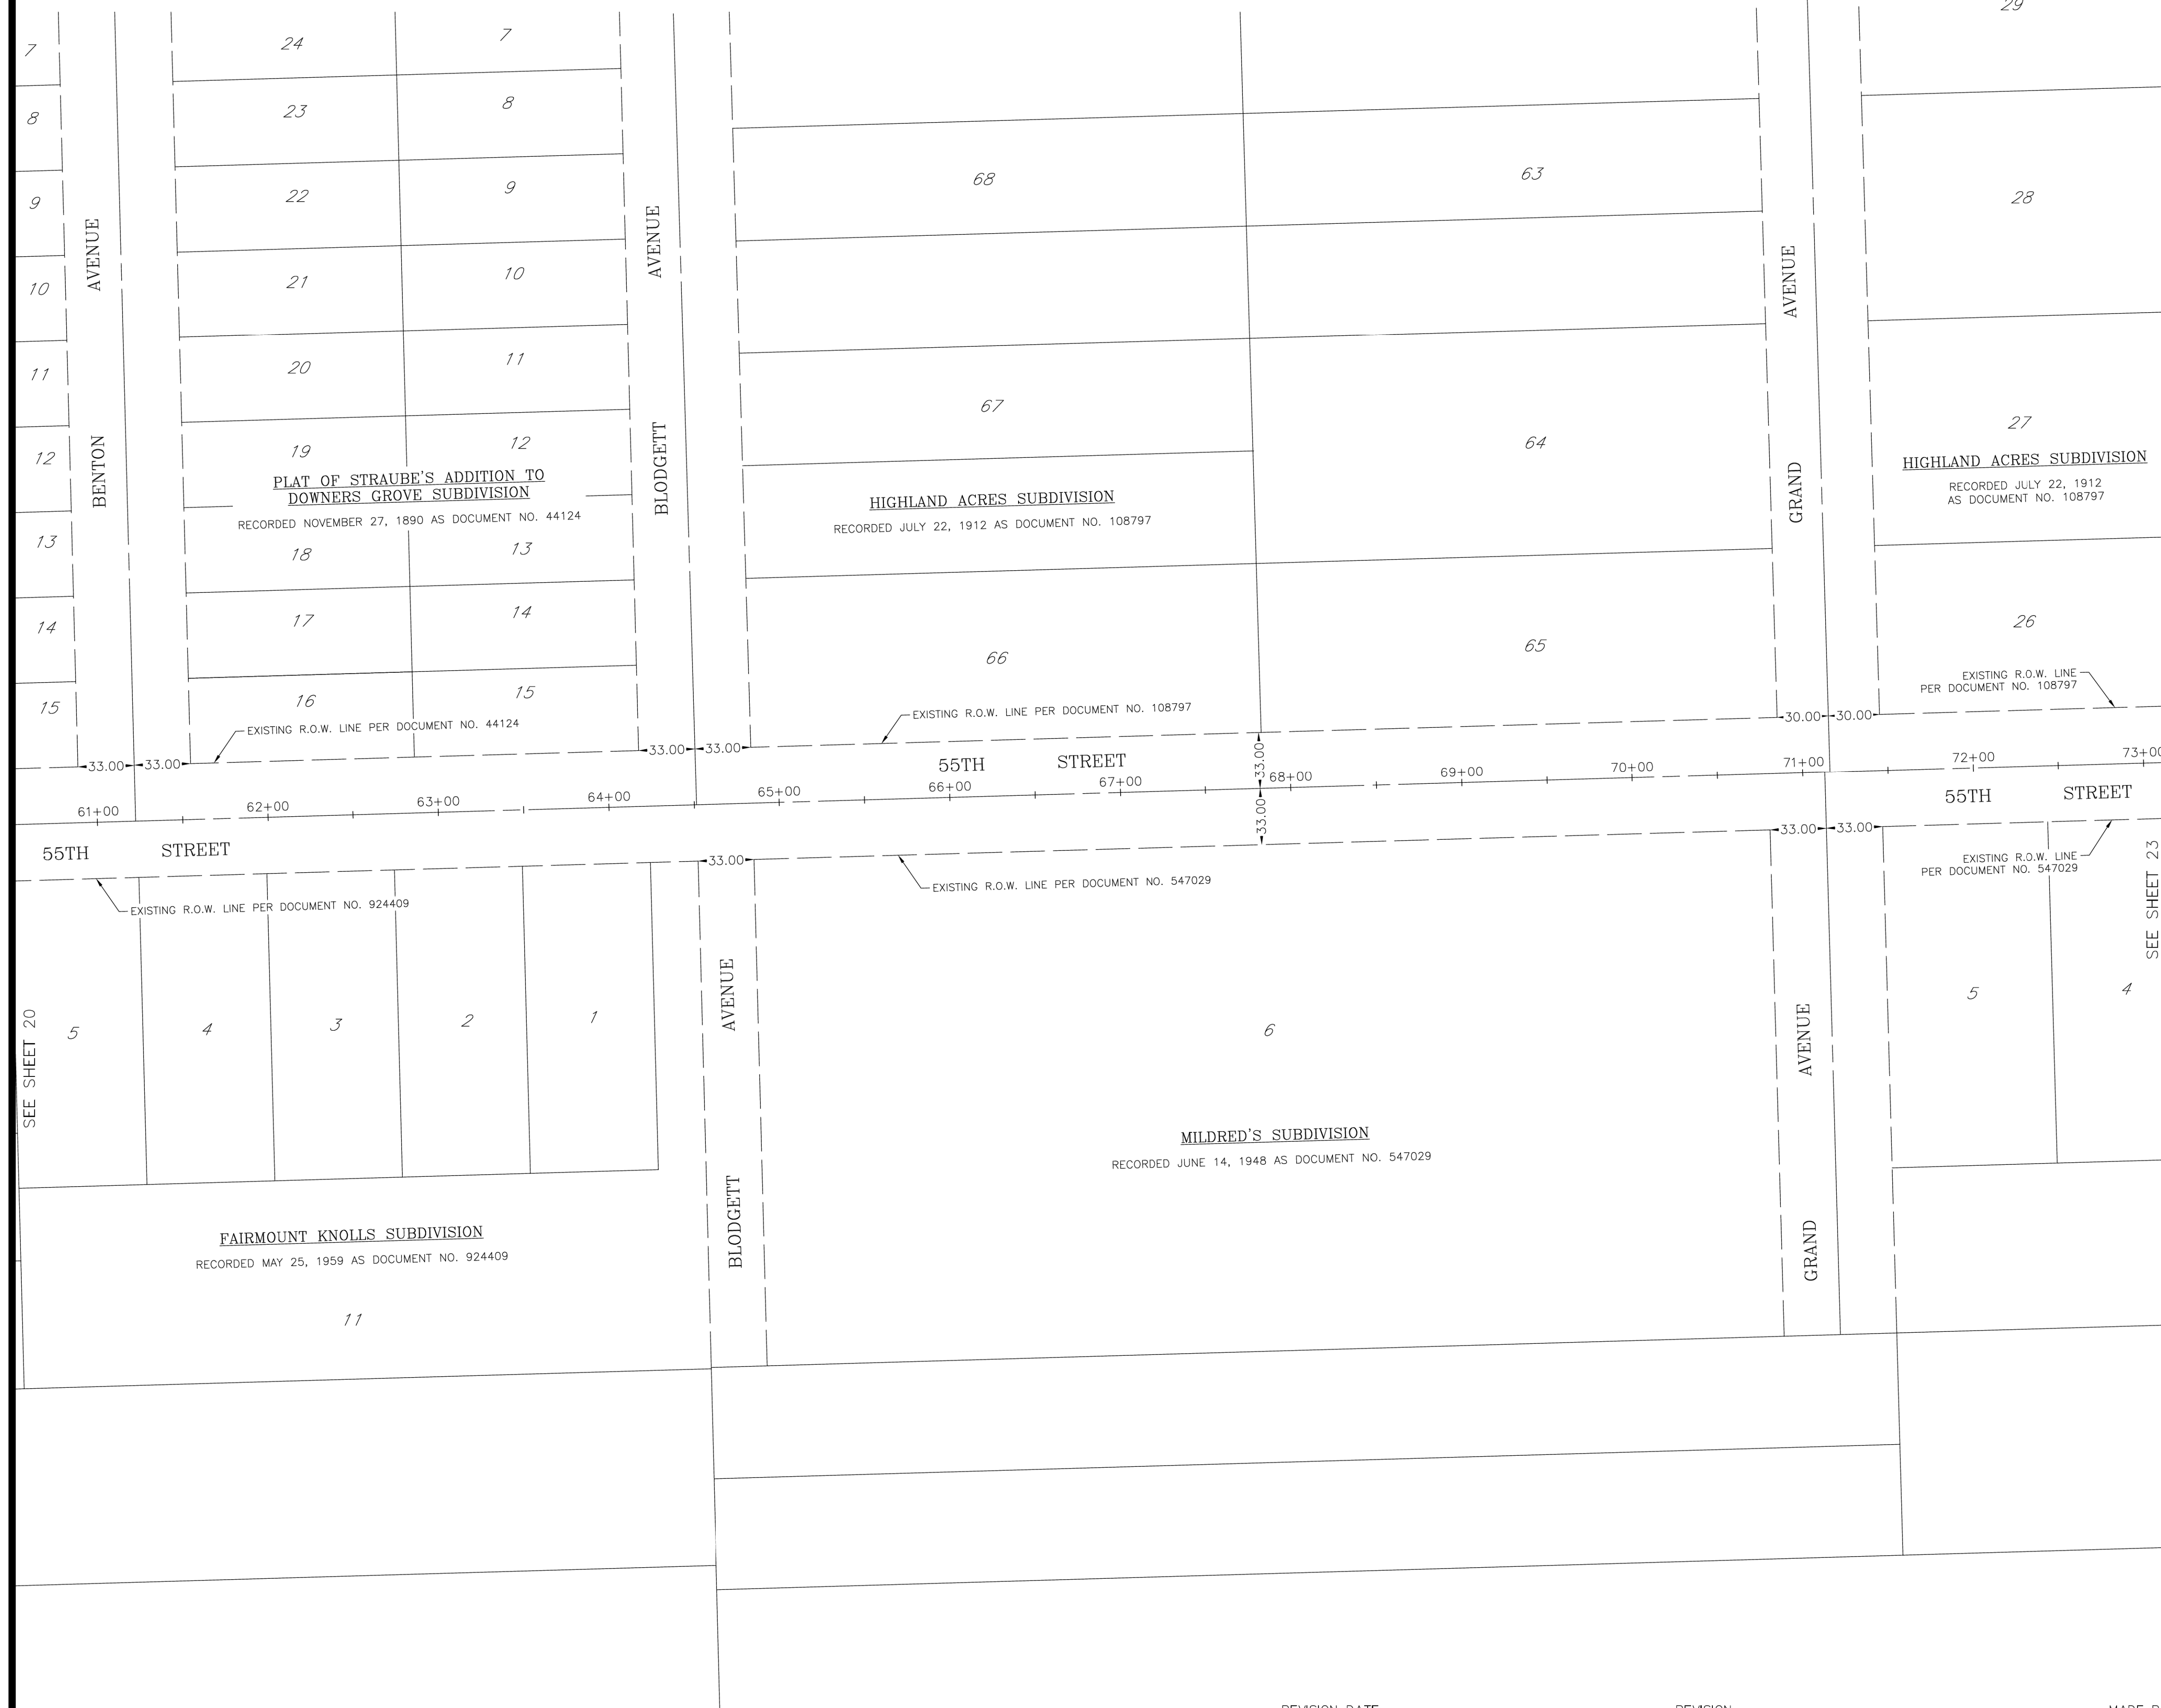 29
7
24
7
8
23
8
9
22
9
68
63
28
10
21
10
AVENUE
AVENUE
AVENUE
11
20
11
67
64
27
12
19
12
BENTON
BLODGETT
GRAND
PLAT OF STRAUBE'S ADDITION TO
DOWNERS GROVE SUBDIVISION
RECORDED NOVEMBER 27, 1890 AS DOCUMENT NO. 44124
HIGHLAND ACRES SUBDIVISION
RECORDED JULY 22, 1912 AS DOCUMENT NO. 108797
HIGHLAND ACRES SUBDIVISION
RECORDED JULY 22, 1912
AS DOCUMENT NO. 108797
13
18
13
14
17
14
66
65
26
15
16
15
EXISTING R.O.W. LINE PER DOCUMENT NO. 44124
EXISTING R.O.W. LINE PER DOCUMENT NO. 108797
EXISTING R.O.W. LINE
PER DOCUMENT NO. 108797
33.00
33.00
33.00
33.00
33.00
30.00
30.00
55TH STREET
61+00
62+00
63+00
64+00
65+00
66+00
67+00
68+00
69+00
70+00
71+00
72+00
73+00
55TH STREET
55TH STREET
33.00
33.00
33.00
33.00
EXISTING R.O.W. LINE PER DOCUMENT NO. 924409
EXISTING R.O.W. LINE PER DOCUMENT NO. 547029
EXISTING R.O.W. LINE
PER DOCUMENT NO. 547029
SEE SHEET 20
SEE SHEET 23
5
4
3
2
1
6
5
4
AVENUE
AVENUE
BLODGETT
GRAND
MILDRED'S SUBDIVISION
RECORDED JUNE 14, 1948 AS DOCUMENT NO. 547029
FAIRMOUNT KNOLLS SUBDIVISION
RECORDED MAY 25, 1959 AS DOCUMENT NO. 924409
11
REVISION DATE
REVISION